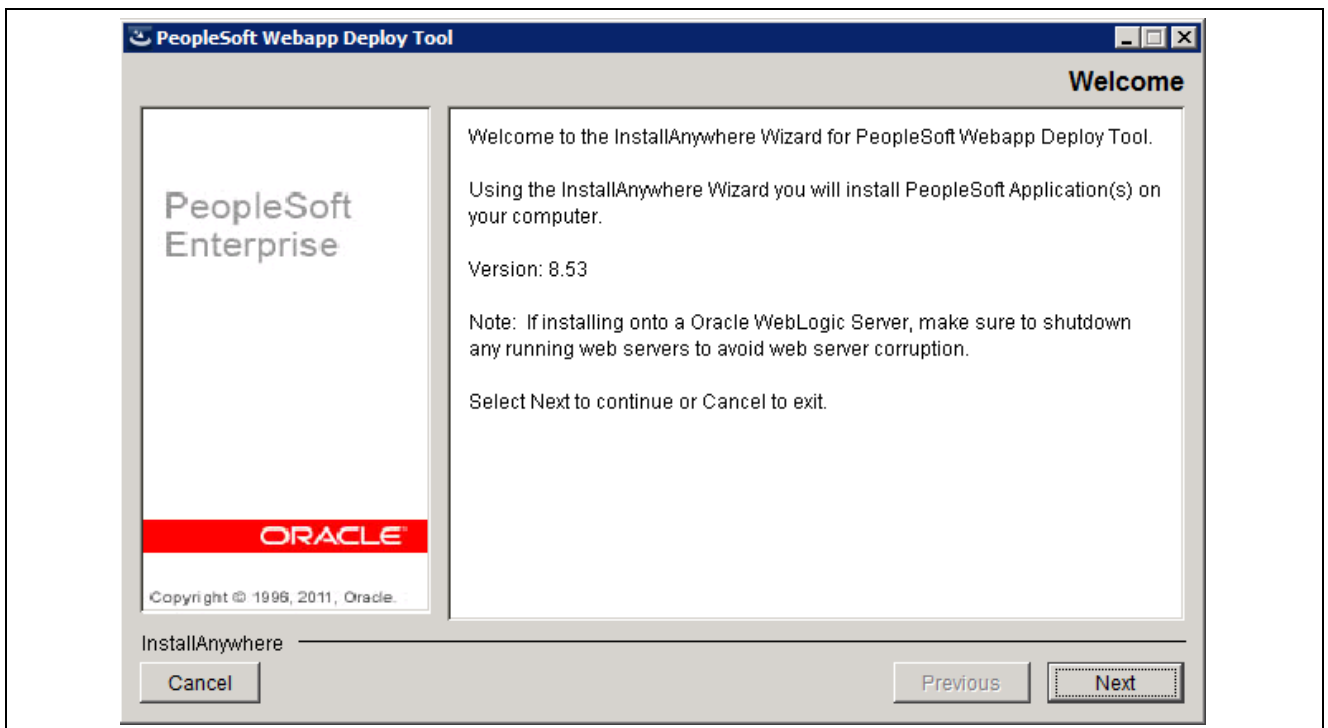 PeopleSoft Webapp Deploy Tool
Welcome
PeopleSoft
Enterprise
ORACLE
Copyright © 1996, 2011, Oracle.
Welcome to the InstallAnywhere Wizard for PeopleSoft Webapp Deploy Tool.
Using the InstallAnywhere Wizard you will install PeopleSoft Application(s) on
your computer.
Version: 8.53
Note: If installing onto a Oracle WebLogic Server, make sure to shutdown
any running web servers to avoid web server corruption.
Select Next to continue or Cancel to exit.
InstallAnywhere
Cancel
Previous
Next